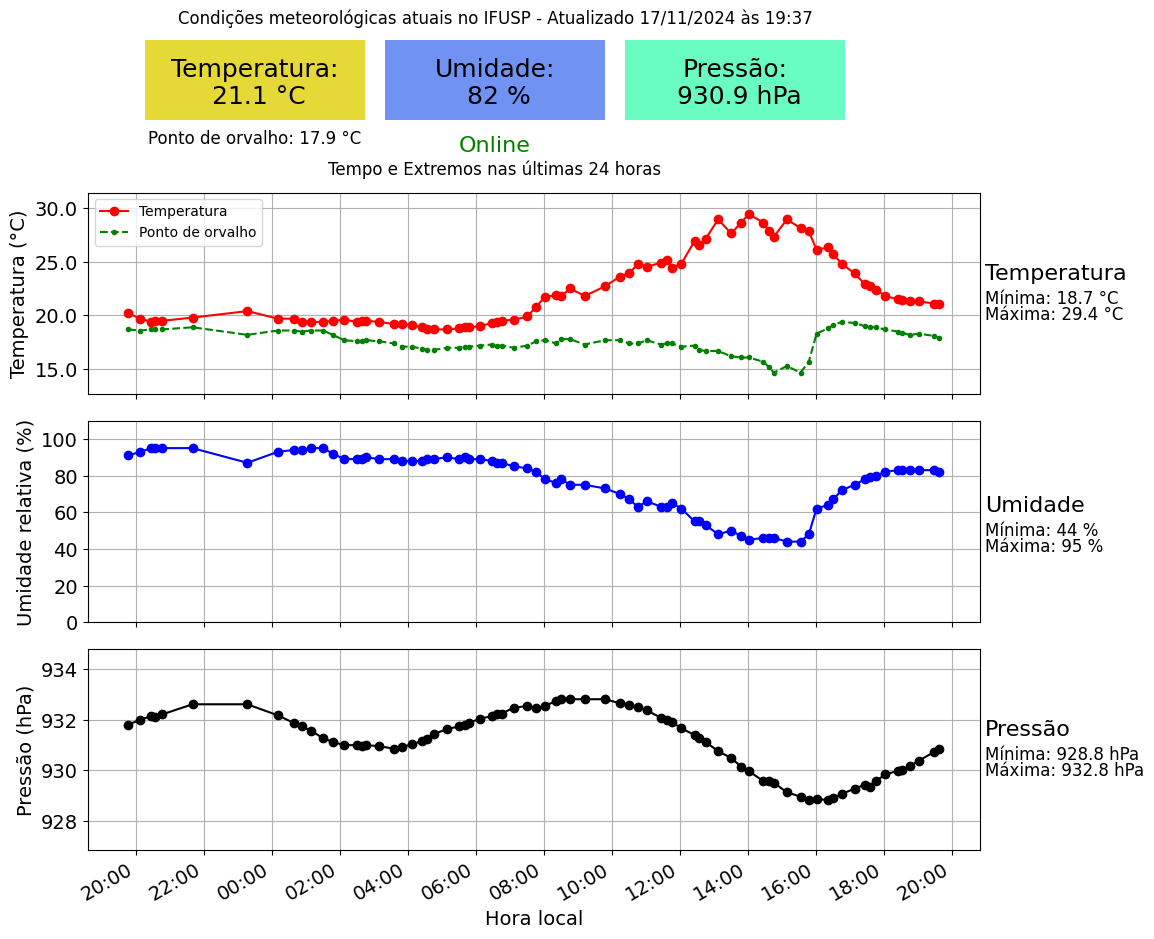 Condições meteorológicas atuais no IFUSP - Atualizado 17/11/2024 às 19:37
Temperatura:
21.1 °C
Umidade:
82 %
Pressão:
930.9 hPa
Ponto de orvalho: 17.9 °C
Online
Tempo e Extremos nas últimas 24 horas
Temperatura (°C)
30.0
25.0
20.0
15.0
Temperatura
Ponto de orvalho
Temperatura
Mínima: 18.7 °C
Máxima: 29.4 °C
Umidade relativa (%)
100
80
60
40
20
0
Umidade
Mínima: 44 %
Máxima: 95 %
Pressão (hPa)
934
932
930
928
Pressão
Mínima: 928.8 hPa
Máxima: 932.8 hPa
20:00 22:00 00:00 02:00 04:00 06:00 08:00 10:00 12:00 14:00 16:00 18:00 20:00
Hora local